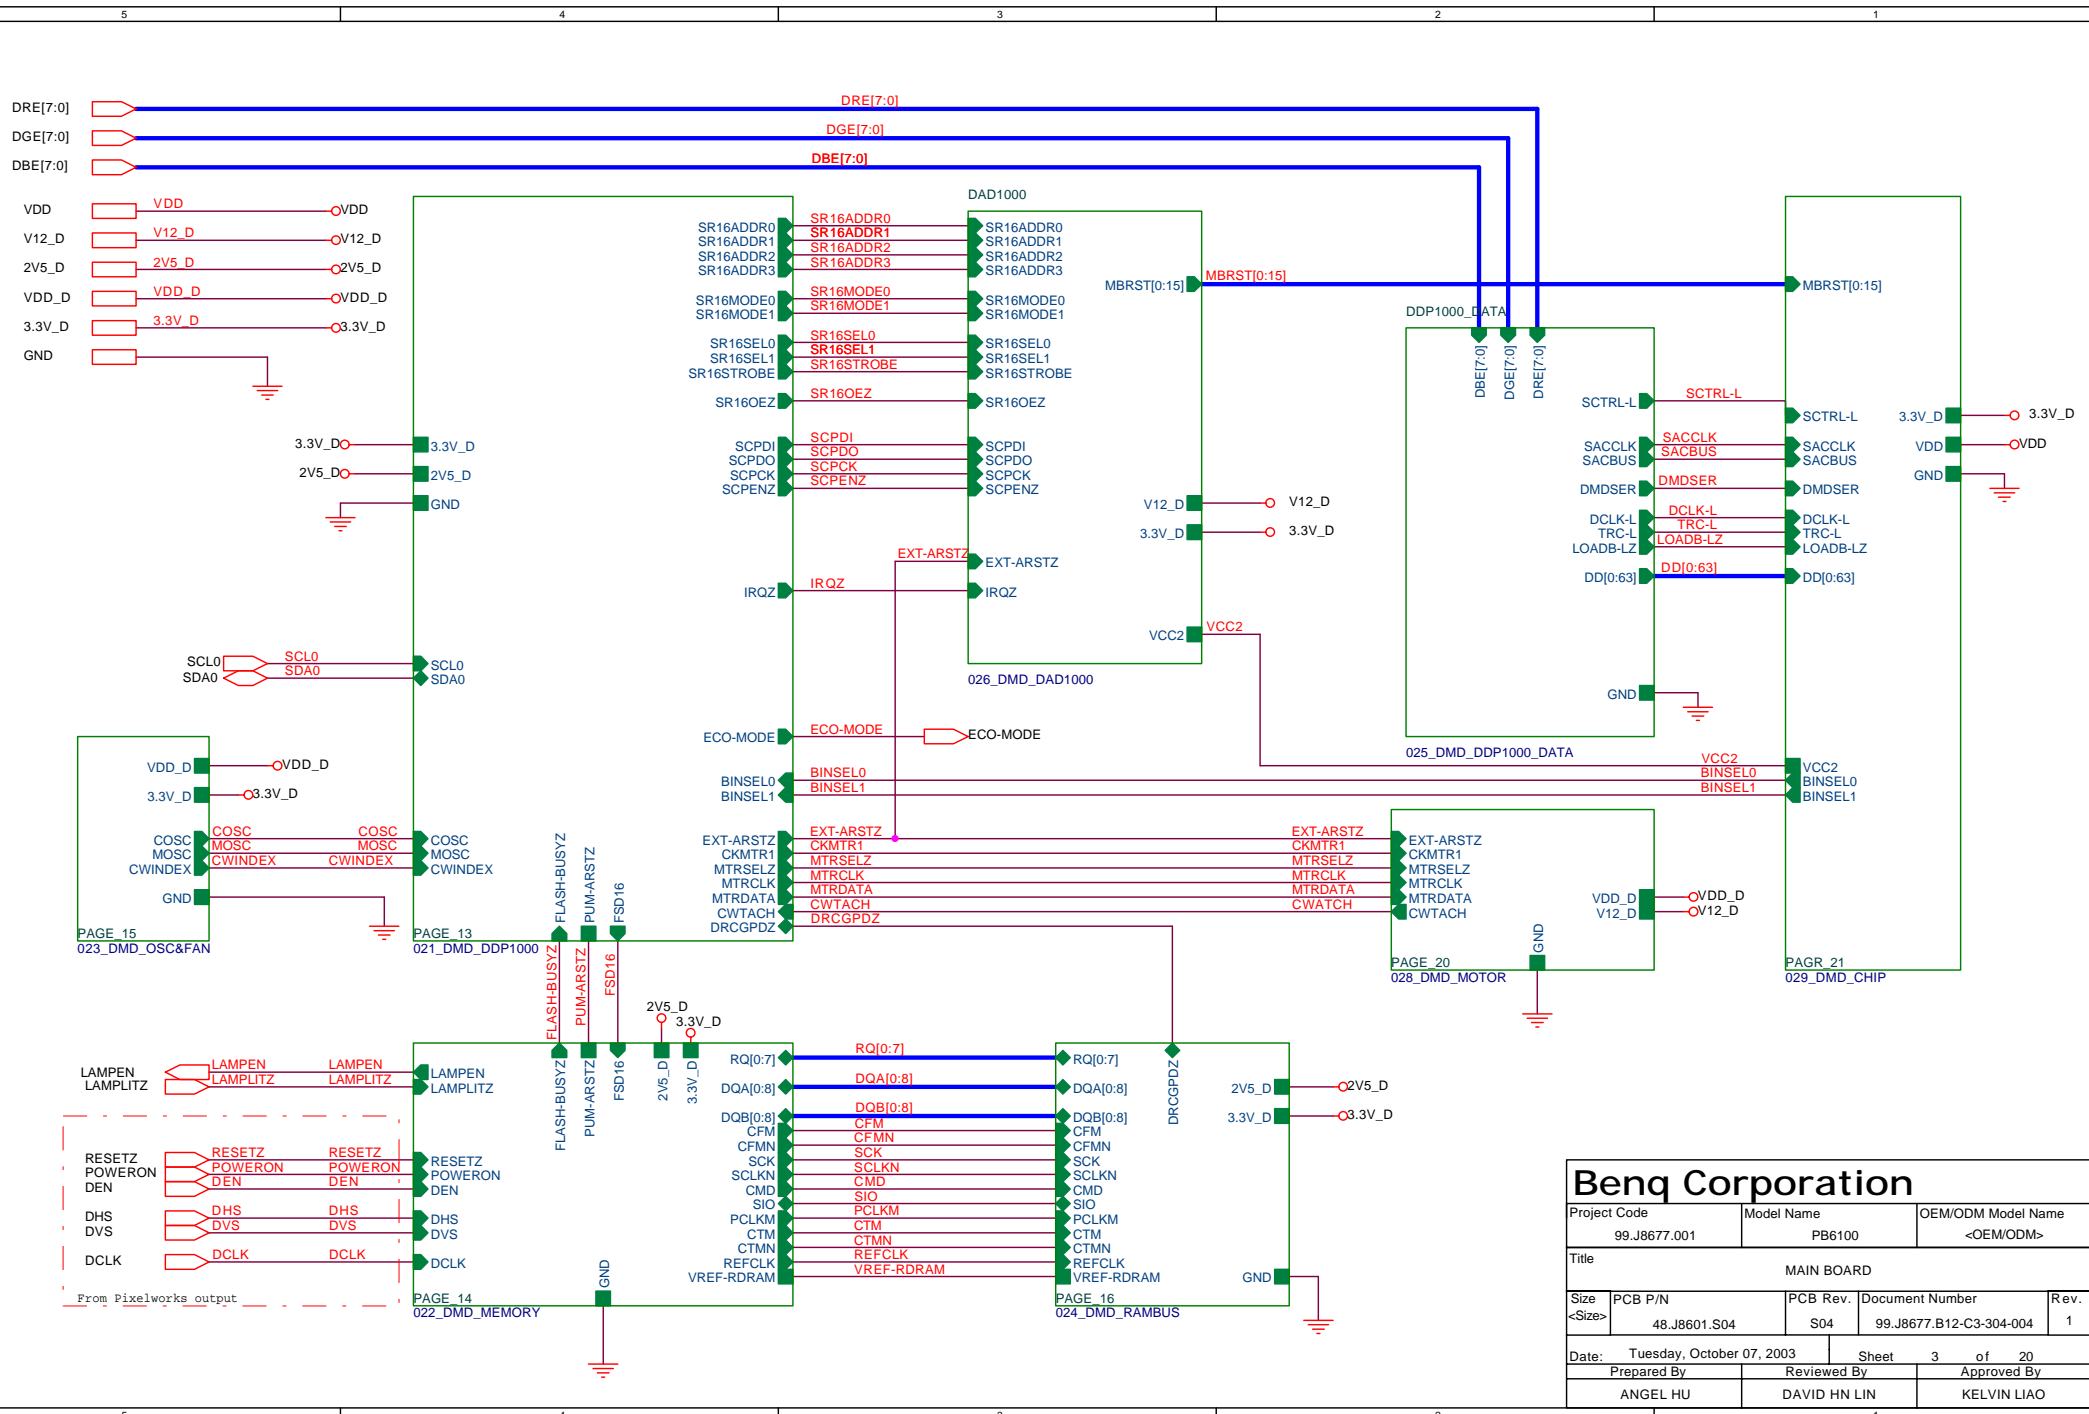 5 4 3 2 1
DRE[7:0] DRE[7:0]
DGE[7:0] DGE[7:0]
DBE[7:0] DBE[7:0]
VDD VDD VDD
V12_D V12_D V12_D
2V5_D 2V5_D 2V5_D
VDD_D VDD_D VDD_D
3.3V_D 3.3V_D 3.3V_D
GND
3.3V_D 3.3V_D
2V5_D 2V5_D
GND
SCL0 SCL0 SCL0
SDA0 SDA0 SDA0
SR16ADDR0 SR16ADDR0
SR16ADDR1 SR16ADDR1
SR16ADDR2 SR16ADDR2
SR16ADDR3 SR16ADDR3
SR16MODE0 SR16MODE0
SR16MODE1 SR16MODE1
SR16SEL0 SR16SEL0
SR16SEL1 SR16SEL1
SR16STROBE SR16STROBE
SR16OEZ SR16OEZ
SCPDI SCPDI
SCPDO SCPDO
SCPCK SCPCK
SCPENZ SCPENZ
EXT-ARSTZ
IRQZ IRQZ
ECO-MODE ECO-MODE ECO-MODE
BINSEL0 BINSEL0
BINSEL1 BINSEL1
EXT-ARSTZ EXT-ARSTZ EXT-ARSTZ
CKMTR1 CKMTR1 CKMTR1
MTRSELZ MTRSELZ MTRSELZ
MTRCLK MTRCLK MTRCLK
MTRDATA MTRDATA MTRDATA
CWTACH CWTACH CWATCH
DRCGPDZ DRCGPDZ
FLASH-BUSYZ
PUM-ARSTZ
FSD16
PAGE_13
021_DMD_DDP1000
DAD1000
SR16ADDR0
SR16ADDR1
SR16ADDR2
SR16ADDR3
SR16MODE0
SR16MODE1
SR16SEL0
SR16SEL1
SR16STROBE
SR16OEZ
SCPDI
SCPDO
SCPCK
SCPENZ
EXT-ARSTZ
IRQZ
MBRST[0:15] MBRST[0:15]
V12_D V12_D
3.3V_D 3.3V_D
VCC2 VCC2
026_DMD_DAD1000
DDP1000_DATA
DBE[7:0]
DGE[7:0]
DRE[7:0]
SCTRL-L SCTRL-L
SACCLK SACCLK
SACBUS SACBUS
DMDSER DMDSER
DCLK-L DCLK-L
TRC-L TRC-L
LOADB-LZ LOADB-LZ
DD[0:63] DD[0:63]
GND
025_DMD_DDP1000_DATA
MBRST[0:15]
SCTRL-L
SACCLK
SACBUS
DMDSER
DCLK-L
TRC-L
LOADB-LZ
DD[0:63]
3.3V_D 3.3V_D
VDD VDD
GND
VCC2 VCC2
BINSEL0 BINSEL0
BINSEL1 BINSEL1
PAGR_21
029_DMD_CHIP
VDD_D VDD_D
3.3V_D 3.3V_D
COSC COSC COSC COSC
MOSC MOSC MOSC MOSC
CWINDEX CWINDEX CWINDEX CWINDEX
GND
PAGE_15
023_DMD_OSC&FAN
EXT-ARSTZ
CKMTR1
MTRSELZ
MTRCLK
MTRDATA
CWTACH
VDD_D VDD_D
V12_D V12_D
GND
PAGE_20
028_DMD_MOTOR
FLASH-BUSYZ
PUM-ARSTZ
FSD16
2V5_D
3.3V_D
LAMPEN LAMPEN LAMPEN LAMPEN
LAMPLITZ LAMPLITZ LAMPLITZ LAMPLITZ
RESETZ RESETZ RESETZ RESETZ
POWERON POWERON POWERON POWERON
DEN DEN DEN DEN
DHS DHS DHS DHS
DVS DVS DVS DVS
DCLK DCLK DCLK DCLK
From Pixelworks output
FLASH-BUSYZ
PUM-ARSTZ
FSD16
2V5_D
3.3V_D
GND
RQ[0:7] RQ[0:7] RQ[0:7]
DQA[0:8] DQA[0:8] DQA[0:8]
DQB[0:8] DQB[0:8] DQB[0:8]
CFM CFM CFM
CFMN CFMN CFMN
SCK SCK SCK
SCLKN SCLKN SCLKN
CMD CMD CMD
SIO SIO SIO
PCLKM PCLKM PCLKM
CTM CTM CTM
CTMN CTMN CTMN
REFCLK REFCLK REFCLK
VREF-RDRAM VREF-RDRAM VREF-RDRAM
PAGE_14
022_DMD_MEMORY
DRCGPDZ
2V5_D 2V5_D
3.3V_D 3.3V_D
GND
PAGE_16
024_DMD_RAMBUS
Benq Corporation
Project Code Model Name OEM/ODM Model Name
99.J8677.001 PB6100 <OEM/ODM>
Title
MAIN BOARD
Size PCB P/N PCB Rev. Document Number Rev.
<Size> 48.J8601.S04 S04 99.J8677.B12-C3-304-004 1
Date: Tuesday, October 07, 2003 Sheet 3 of 20
Prepared By Reviewed By Approved By
ANGEL HU DAVID HN LIN KELVIN LIAO